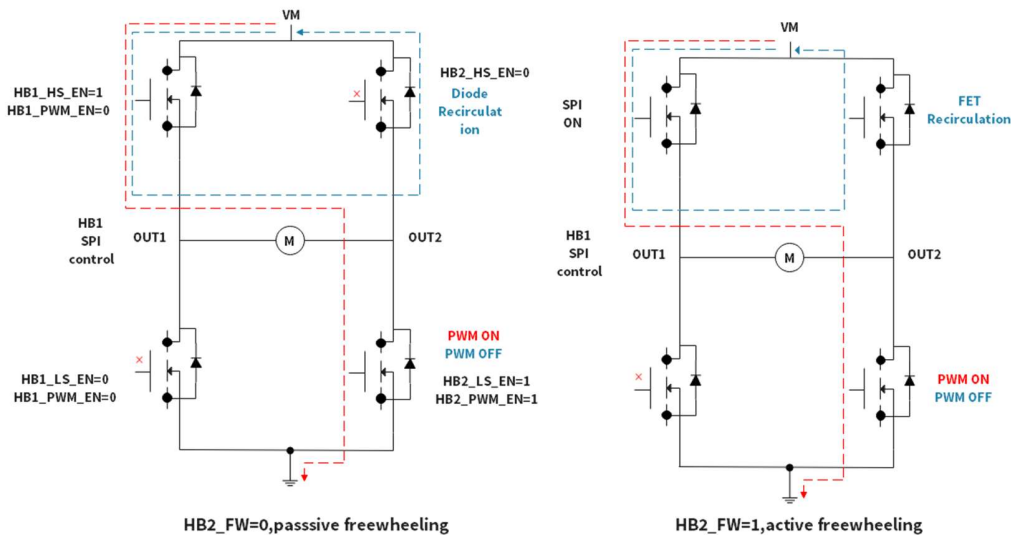 VM
HB1_HS_EN=1
HB1_PWM_EN=0
×
HB2_HS_EN=0
Diode
Recirculat
ion
HB1
SPI
control
OUT1
M
OUT2
×
HB1_LS_EN=0
HB1_PWM_EN=0
PWM ON
PWM OFF
HB2_LS_EN=1
HB2_PWM_EN=1
HB2_FW=0,passsive freewheeling
VM
SPI
ON
FET
Recirculation
HB1
SPI
control
OUT1
M
OUT2
×
PWM ON
PWM OFF
HB2_FW=1,active freewheeling